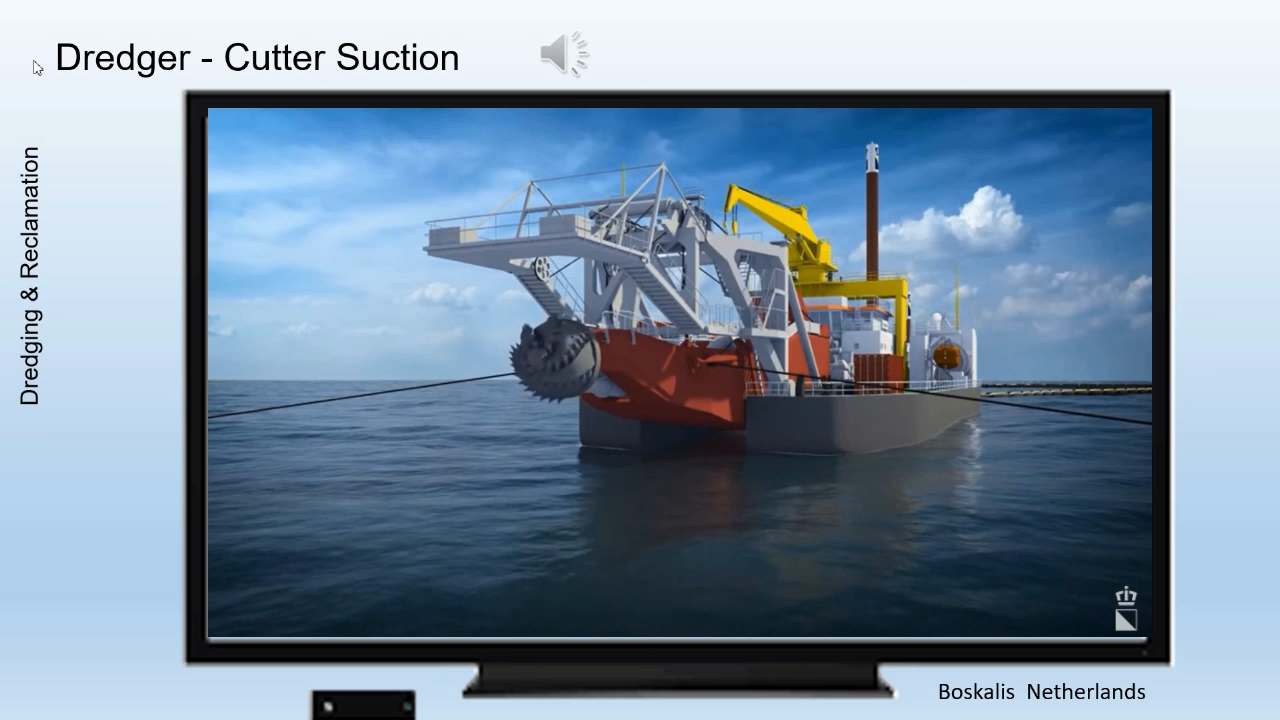 Dredger - Cutter Suction
Dredging & Reclamation
Boskalis Netherlands